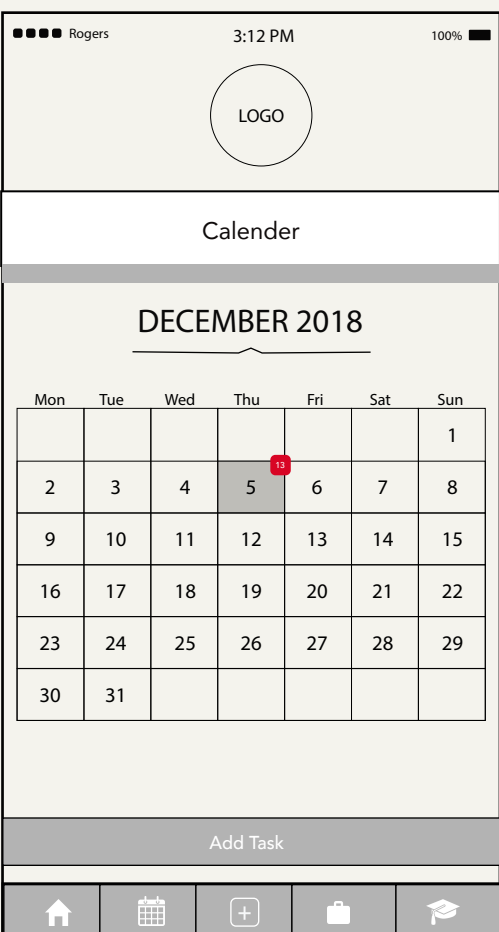 Rogers 3:12 PM 100%
LOGO
Calender
DECEMBER 2018
Mon Tue Wed Thu Fri Sat Sun
1
13
2 3 4 5 6 7 8
9 10 11 12 13 14 15
16 17 18 19 20 21 22
23 24 25 26 27 28 29
30 31
Add Task